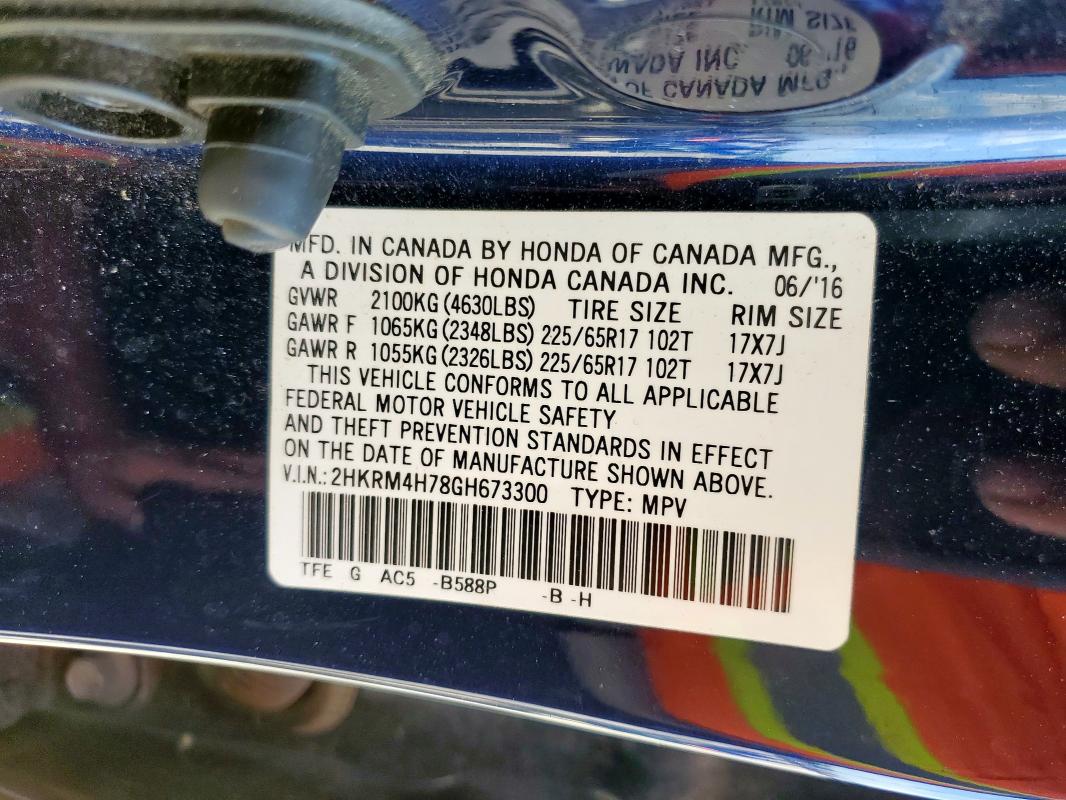 MFD. IN CANADA BY HONDA OF CANADA MFG.,
A DIVISION OF HONDA CANADA INC. 06/'16
GVWR 2100KG (4630LBS) TIRE SIZE RIM SIZE
GAWR F 1065KG (2348LBS) 225/65R17 102T 17X7J
GAWR R 1055KG (2326LBS) 225/65R17 102T 17X7J
THIS VEHICLE CONFORMS TO ALL APPLICABLE
FEDERAL MOTOR VEHICLE SAFETY
AND THEFT PREVENTION STANDARDS IN EFFECT
ON THE DATE OF MANUFACTURE SHOWN ABOVE.
V.I.N.: 2HKRM4H78GH673300 TYPE: MPV
TFE G AC5 -B588P -B -H